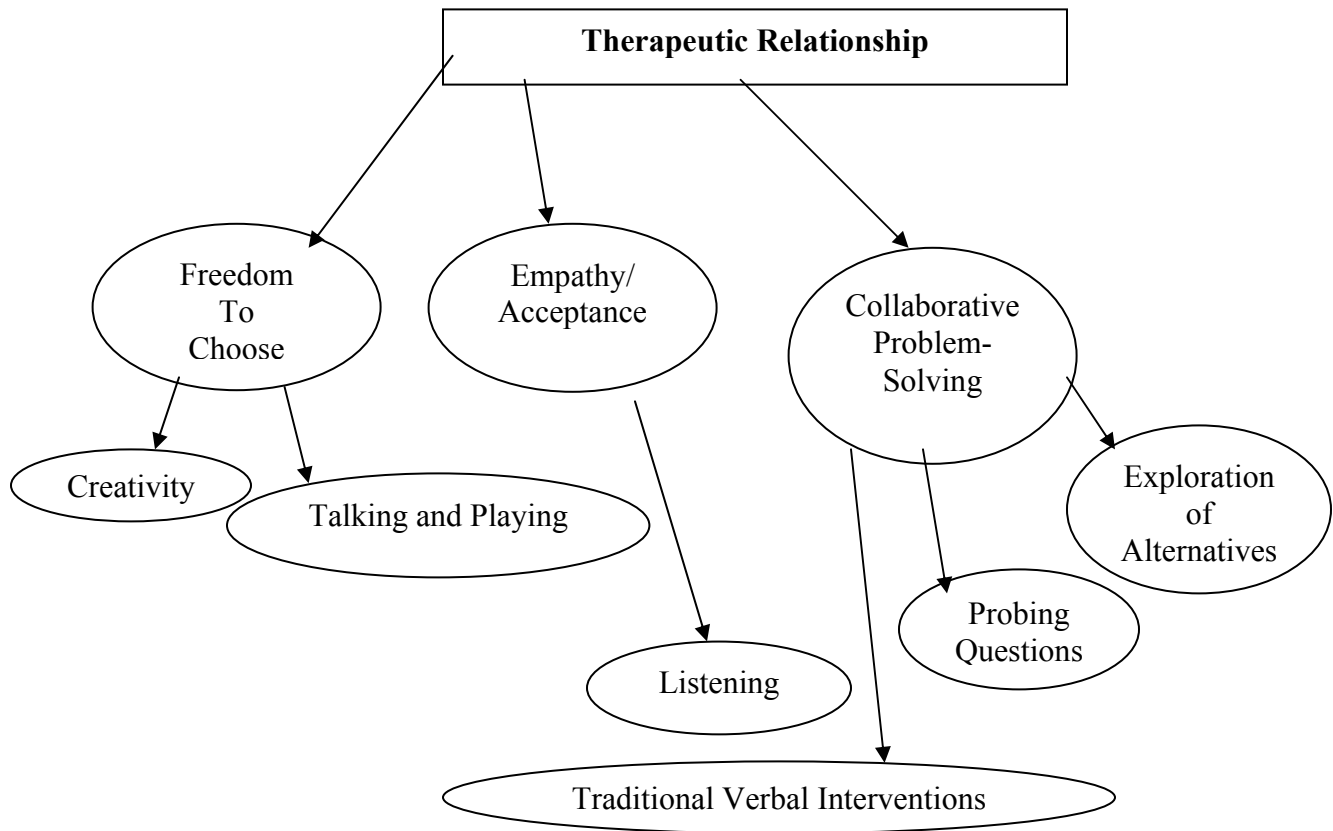 Therapeutic Relationship
Freedom
To
Choose
Empathy/
Acceptance
Collaborative
Problem-
Solving
Creativity
Talking and Playing
Exploration
of
Alternatives
Probing
Questions
Listening
Traditional Verbal Interventions